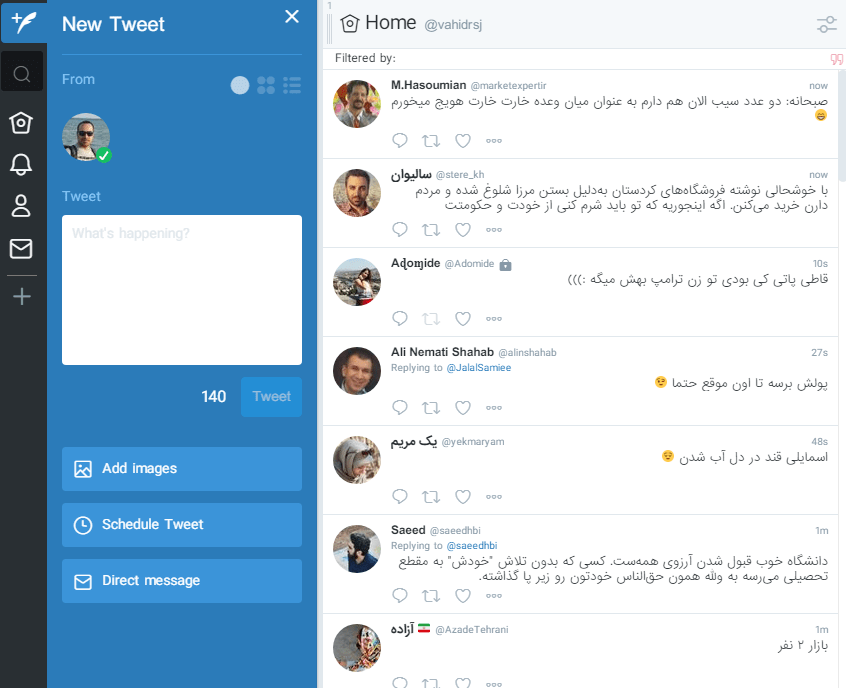 New Tweet
From
Tweet
What's happening?
140
Tweet
Add images
Schedule Tweet
Direct message
1
Home @vahidrsj
Filtered by:
M.Hasoumian @marketexpertir now
صبحانه: دو عدد سیب الان هم دارم به عنوان میان وعده خارت خارت هویج میخورم
😄
سالیوان @stere_kh now
با خوشحالی نوشته فروشگاه‌های کردستان به‌دلیل بستن مرزا شلوغ شده و مردم
دارن خرید می‌کنن. اگه اینجوریه که تو باید شرم کنی از خودت و حکومتت
Adomide @Adomide 10s
قاطی پاتی کی بودی تو زن ترامپ بهش میگه :)))
Ali Nemati Shahab @alinshahab 27s
Replying to @JalalSamiee
پولش برسه تا اون موقع حتما 😉
یک مریم @yekmaryam 48s
اسمایلی قند در دل آب شدن 😉
Saeed @saeedhbi 1m
Replying to @saeedhbi
دانشگاه خوب قبول شدن آرزوی همه‌ست. کسی که بدون تلاش "خودش" به مقطع
تحصیلی می‌رسه به ولله همون حق‌الناس خودتون رو زیر پا گذاشته.
آزاده 🇮🇷 @AzadeTehrani 1m
بازار ۲ نفر